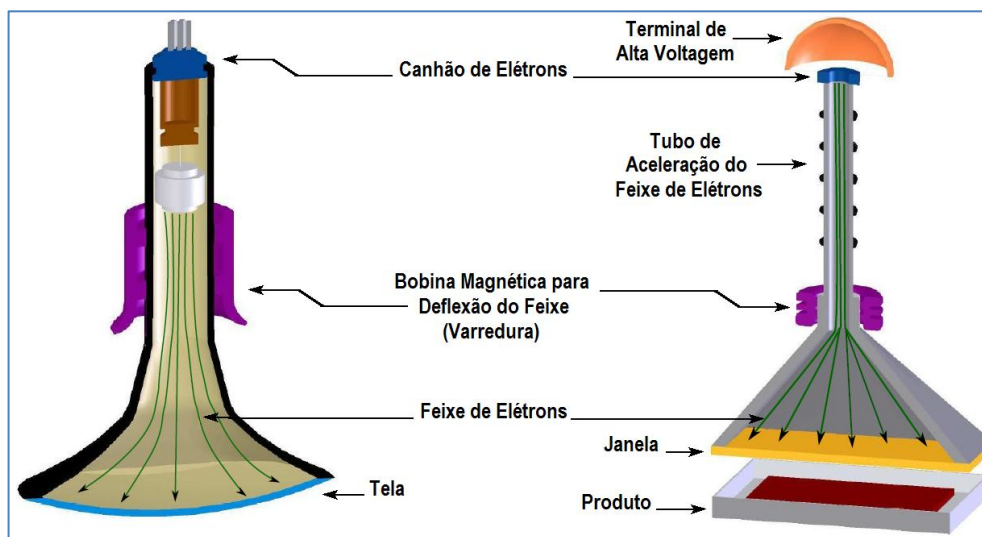 Terminal de
Alta Voltagem
Canhão de Elétrons
Tubo de
Aceleração do
Feixe de Elétrons
Bobina Magnética para
Deflexão do Feixe
(Varredura)
Feixe de Elétrons
Janela
Tela
Produto